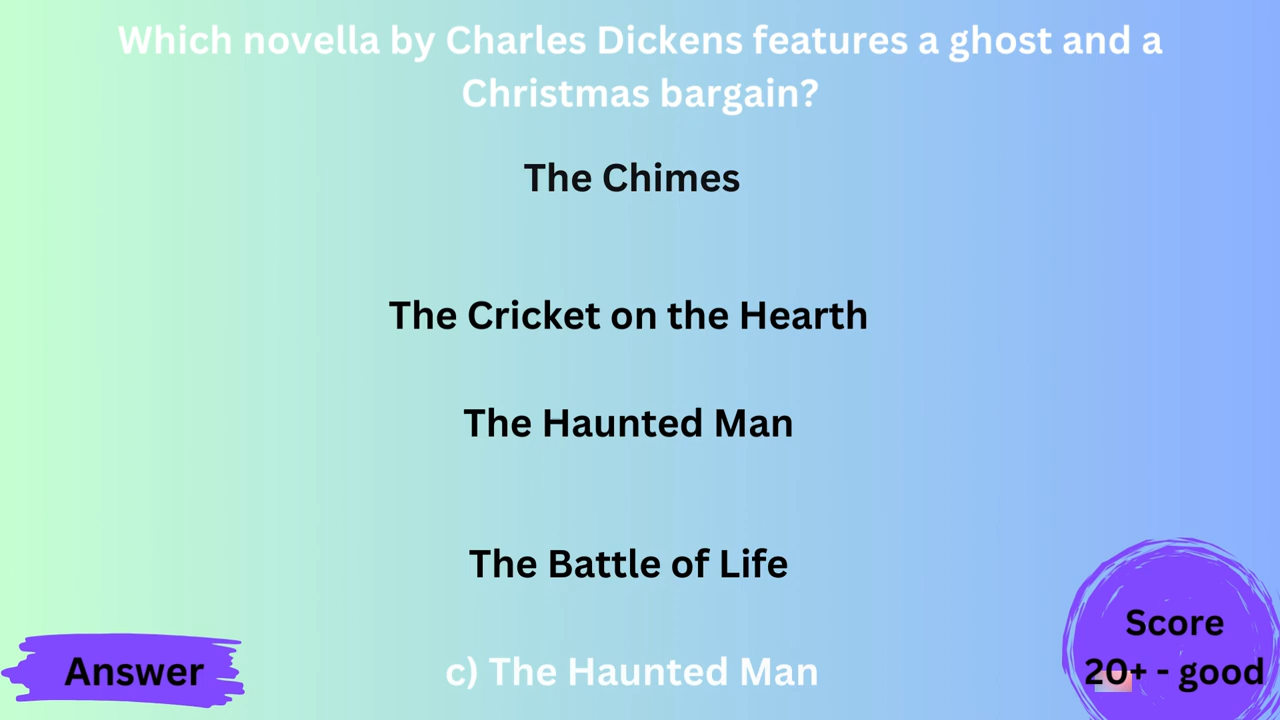 Which novella by Charles Dickens features a ghost and a
Christmas bargain?
The Chimes
The Cricket on the Hearth
The Haunted Man
The Battle of Life
Answer
c) The Haunted Man
Score
20+ - good